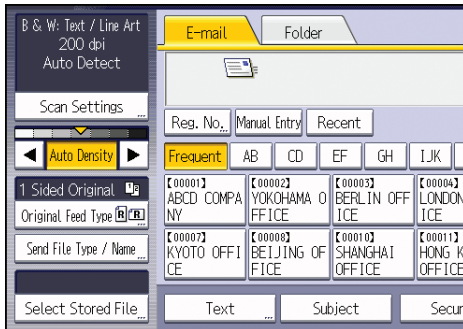 B & W: Text / Line Art
200 dpi
Auto Detect
Scan Settings
Auto Density
1 Sided Original
Original Feed Type
Send File Type / Name
Select Stored File
E-mail
Folder
Reg. No.
Manual Entry
Recent
Frequent
AB
CD
EF
GH
IJK
【00001】
ABCD COMPA
NY
【00002】
YOKOHAMA O
FFICE
【00003】
BERLIN OFF
ICE
【00004】
LONDON
ICE
【00007】
KYOTO OFFI
CE
【00008】
BEIJING OF
FICE
【00010】
SHANGHAI
OFFICE
【00011】
HONG K
OFFICE
Text
Subject
Secur